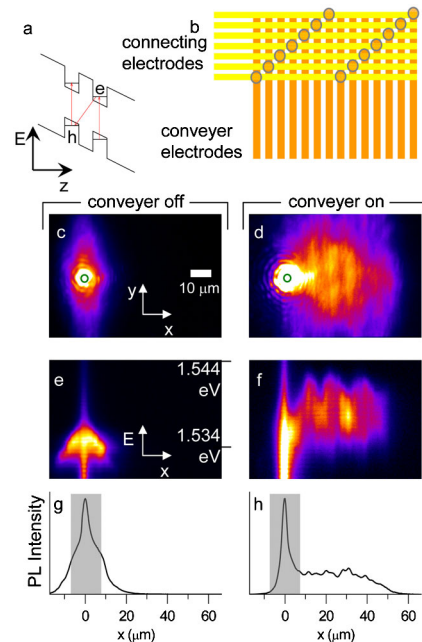 a
b
connecting
electrodes
e
h
E
z
conveyer
electrodes
conveyer off
conveyer on
c
d
y
x
10 μm
e
f
1.544
eV
E
x
1.534
eV
g
h
PL Intensity
0 20 40 60
0 20 40 60
x (μm)
x (μm)